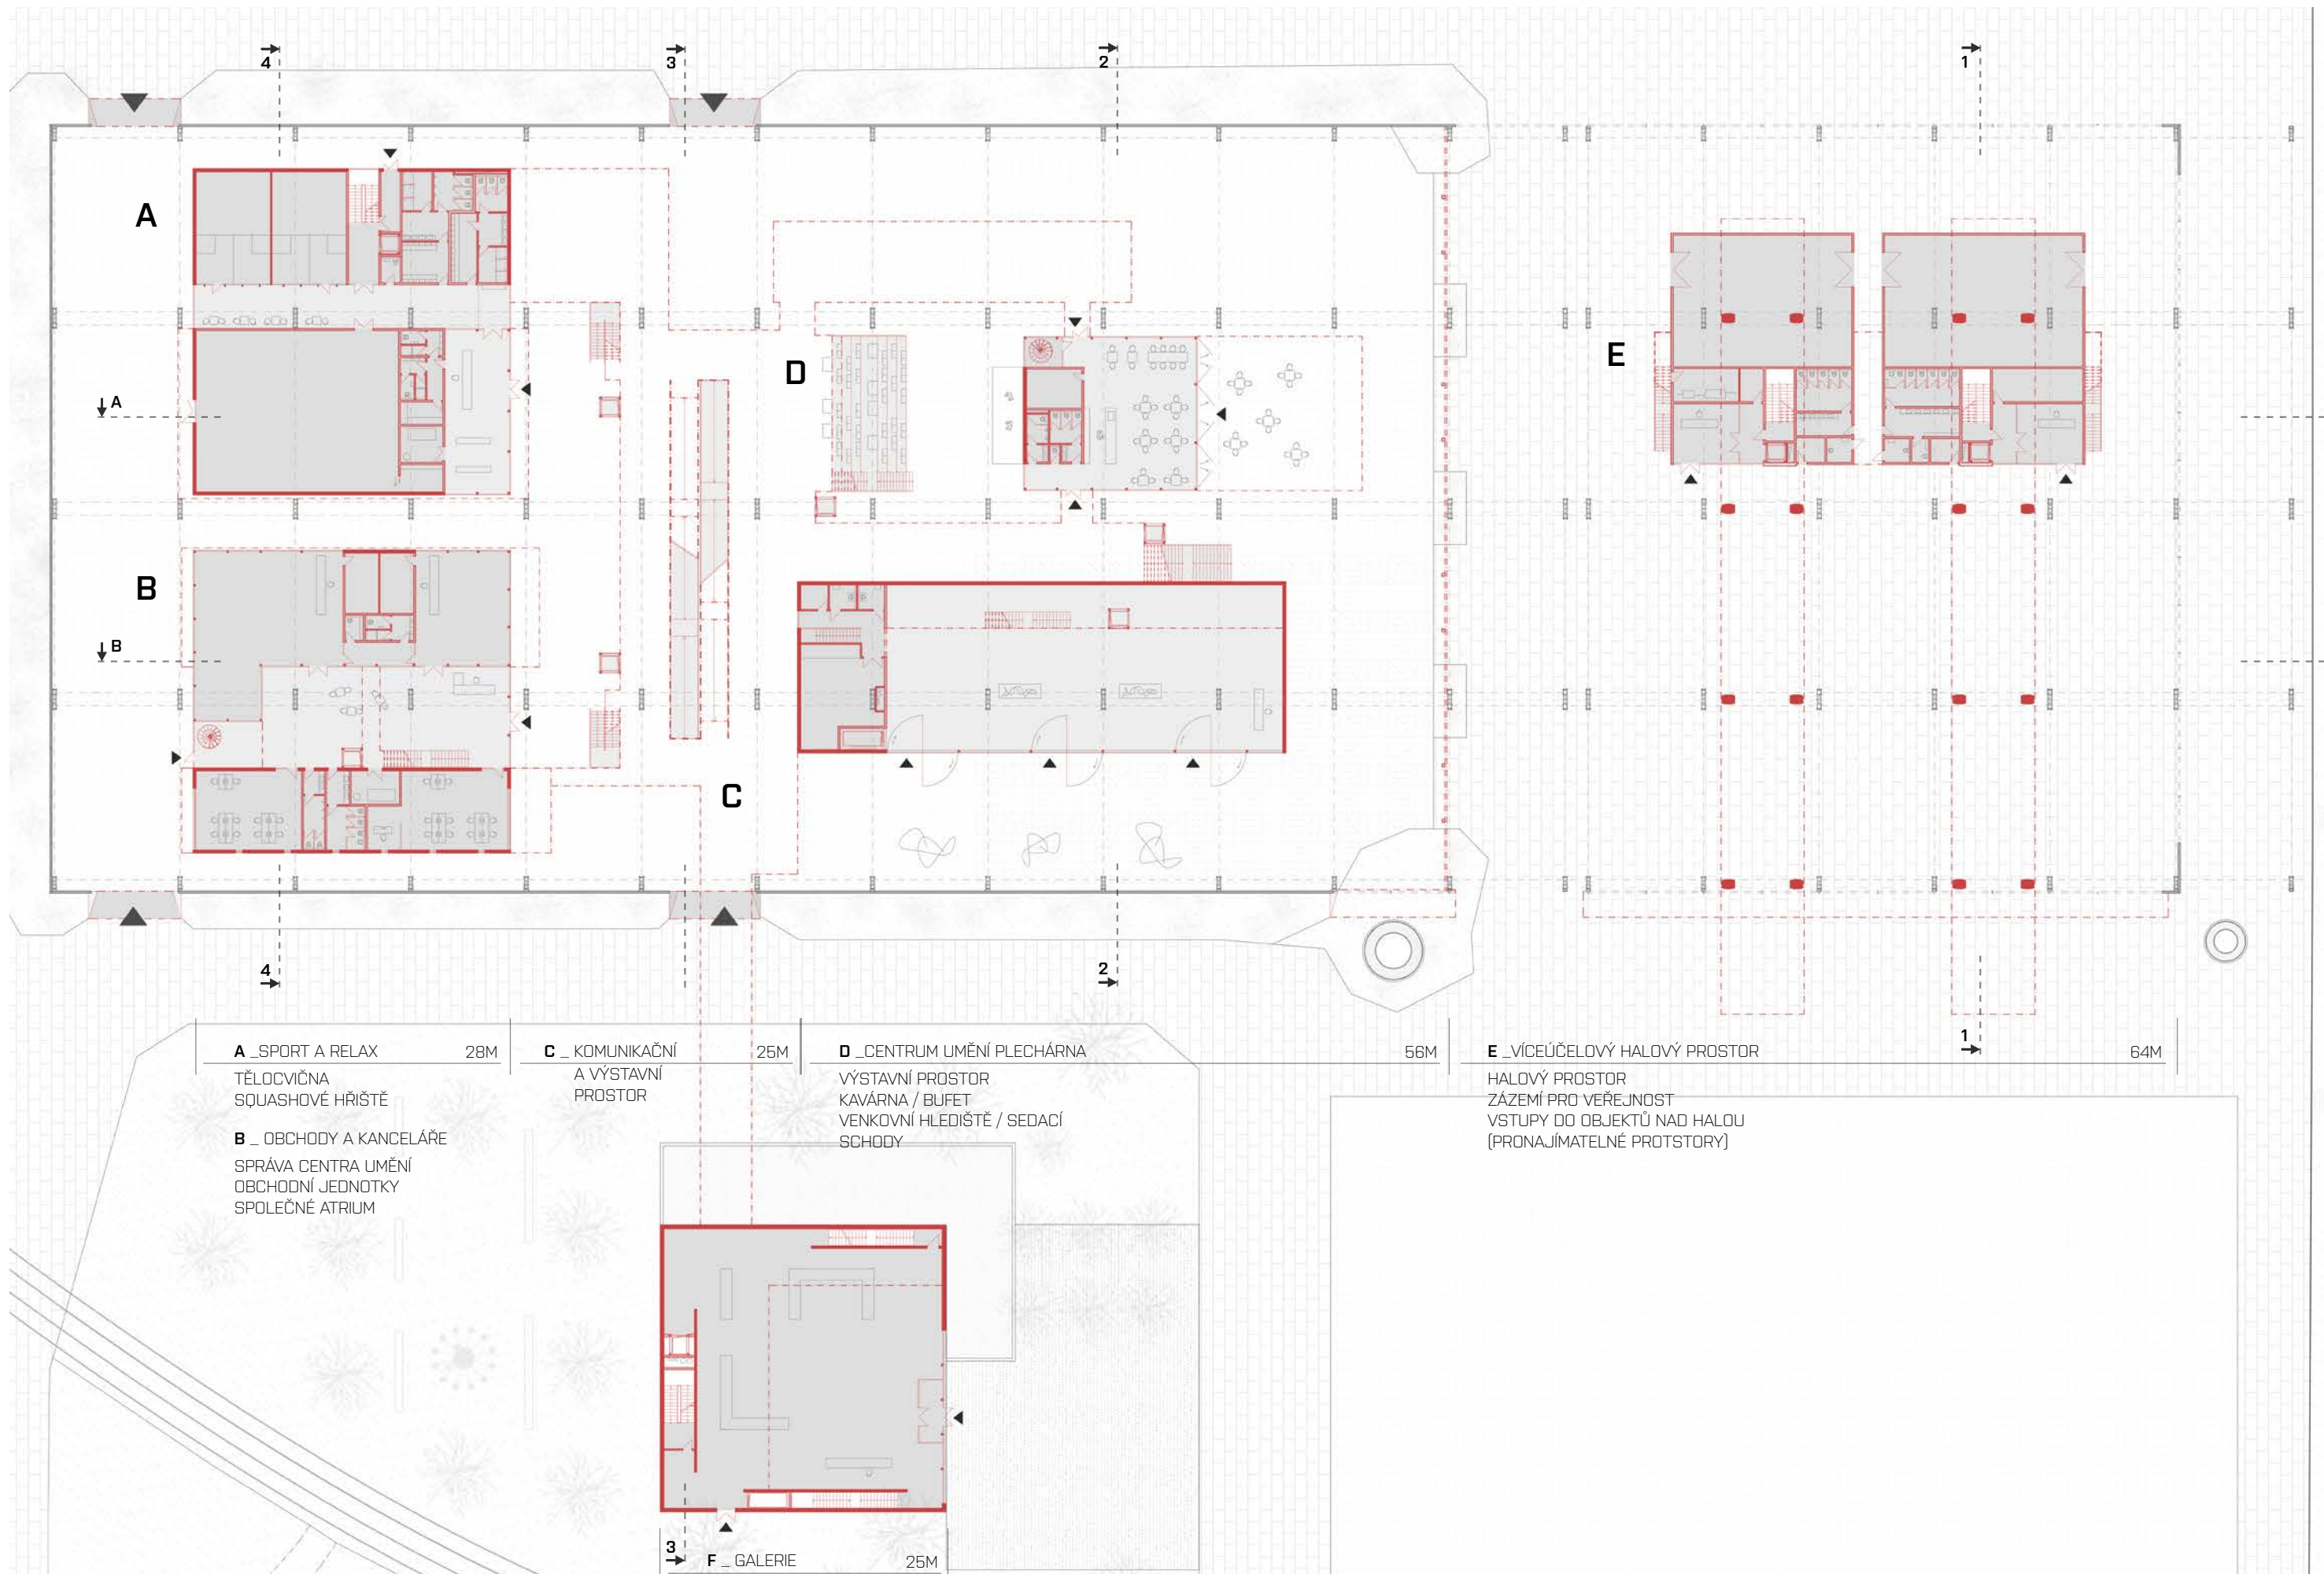 4 3 2 1
A
D
E
A
B
B
C
4 2
1
A _SPORT A RELAX 28M
TĚLOCVIČNA
SQUASHOVÉ HŘIŠTĚ
B _ OBCHODY A KANCELÁŘE
SPRÁVA CENTRA UMĚNÍ
OBCHODNÍ JEDNOTKY
SPOLEČNÉ ATRIUM
C _ KOMUNIKAČNÍ 25M
A VÝSTAVNÍ
PROSTOR
D _CENTRUM UMĚNÍ PLECHÁRNA 56M
VÝSTAVNÍ PROSTOR
KAVÁRNA / BUFET
VENKOVNÍ HLEDIŠTĚ / SEDACÍ
SCHODY
E _VÍCEÚČELOVÝ HALOVÝ PROSTOR 64M
HALOVÝ PROSTOR
ZÁZEMÍ PRO VEŘEJNOST
VSTUPY DO OBJEKTŮ NAD HALOU
(PRONAJÍMATELNÉ PROTSTORY)
3
F _ GALERIE 25M